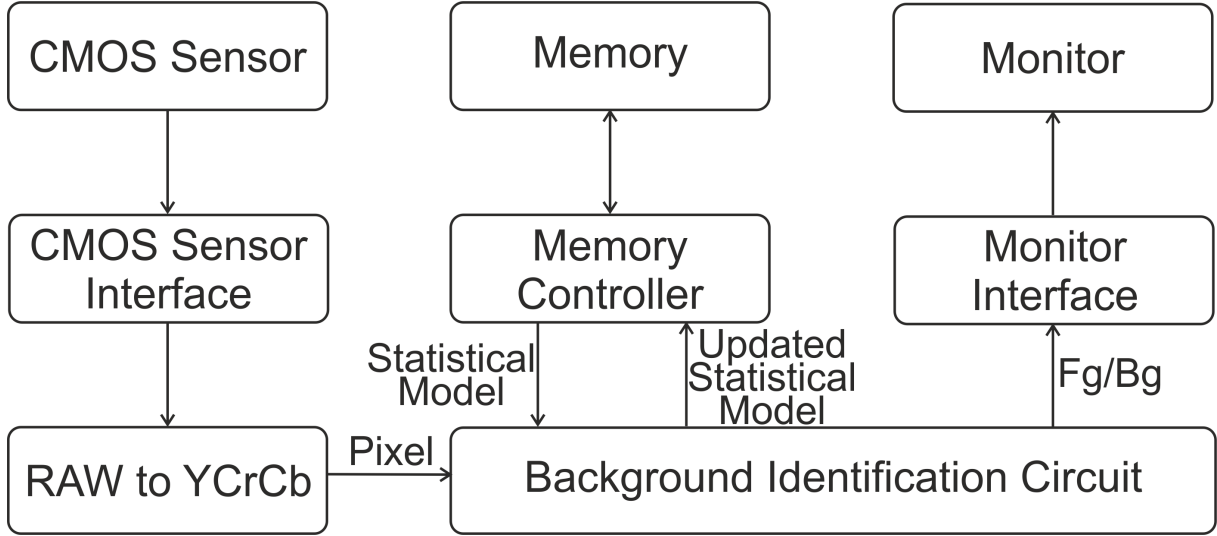 CMOS Sensor
Memory
Monitor
CMOS Sensor
Interface
Memory
Controller
Monitor
Interface
Statistical
Model
Updated
Statistical
Model
Fg/Bg
RAW to YCrCb
Pixel
Background Identification Circuit